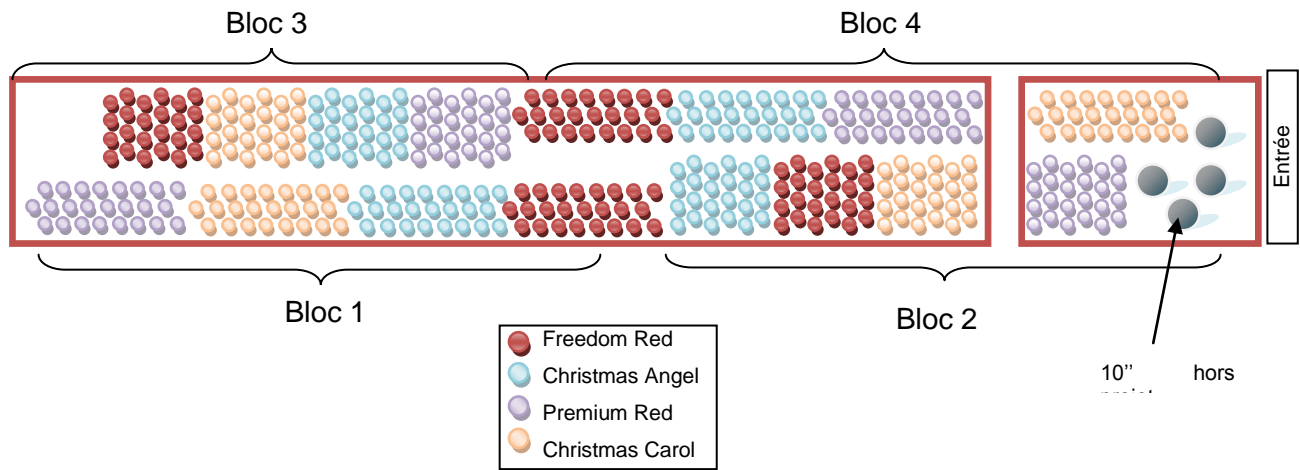 Bloc 3
Bloc 4
Entrée
Bloc 1
Bloc 2
Freedom Red
Christmas Angel
Premium Red
Christmas Carol
10’’ hors